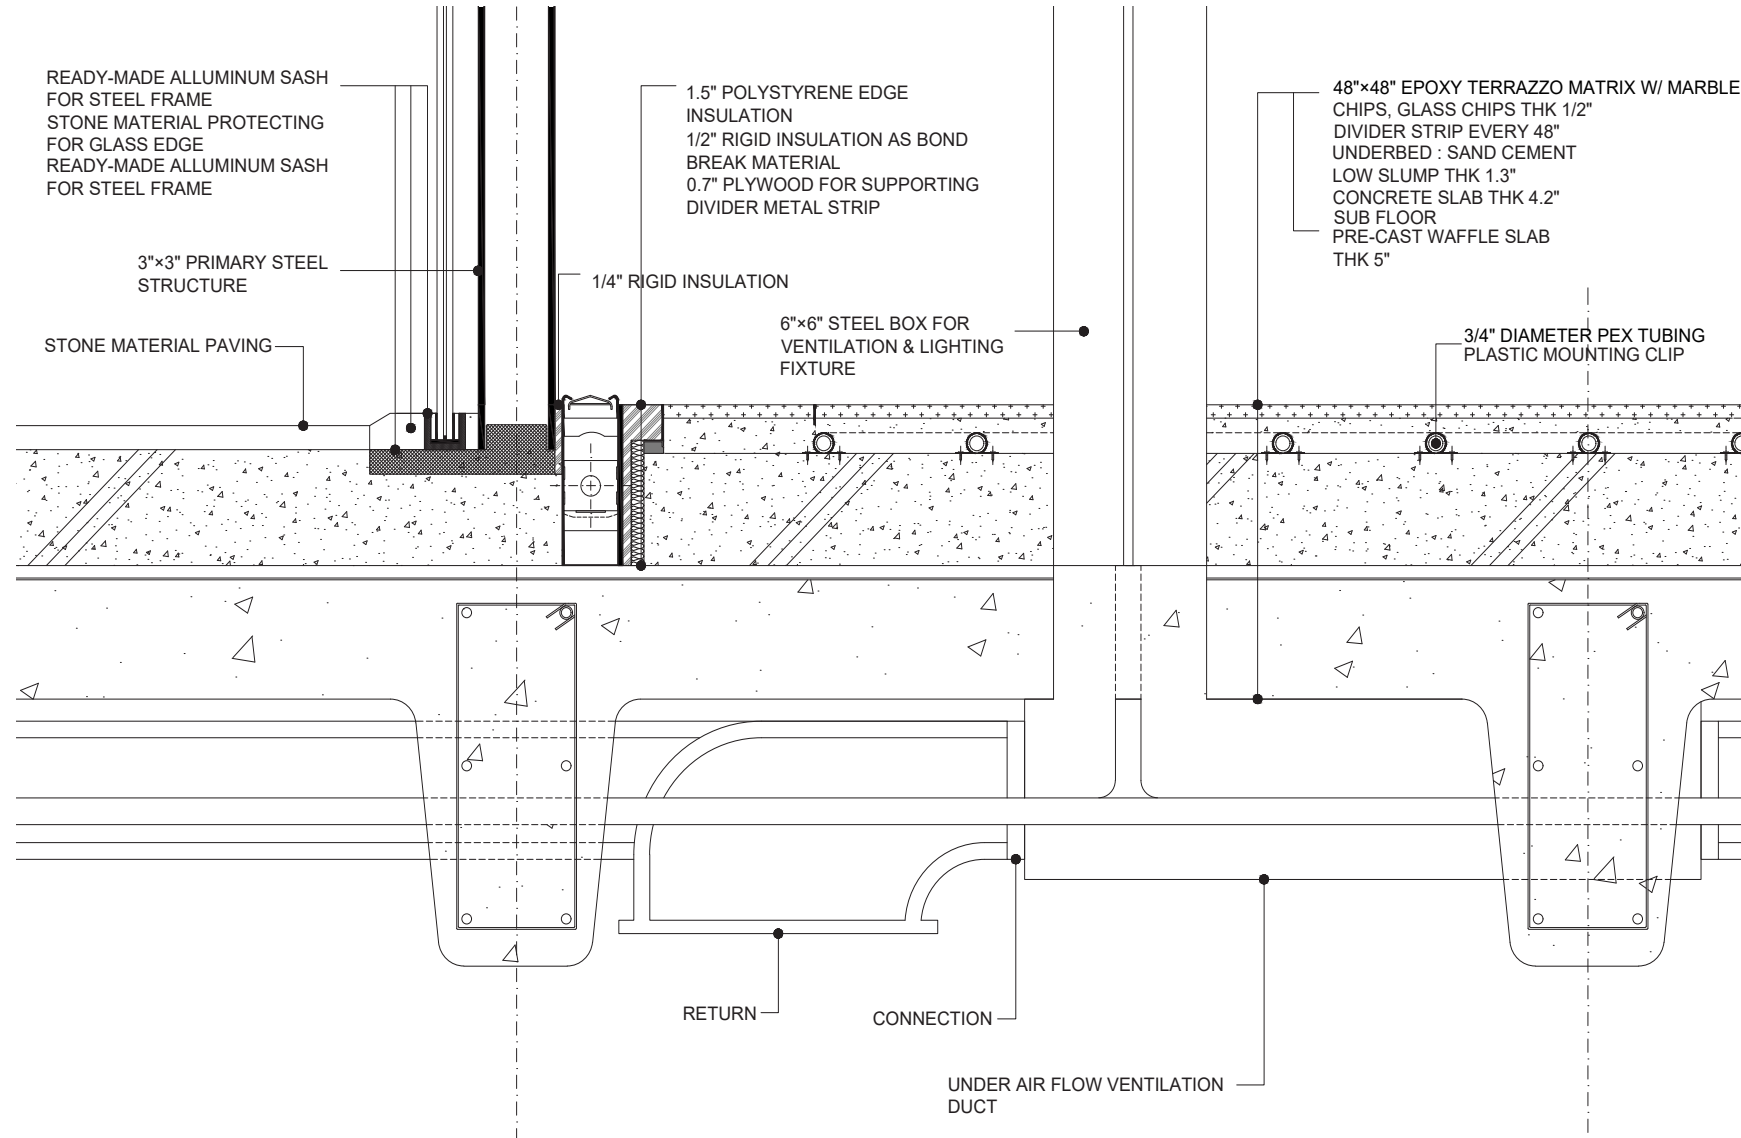 READY-MADE ALLUMINUM SASH
FOR STEEL FRAME
STONE MATERIAL PROTECTING
FOR GLASS EDGE
READY-MADE ALLUMINUM SASH
FOR STEEL FRAME
3"×3" PRIMARY STEEL
STRUCTURE
STONE MATERIAL PAVING
1.5" POLYSTYRENE EDGE
INSULATION
1/2" RIGID INSULATION AS BOND
BREAK MATERIAL
0.7" PLYWOOD FOR SUPPORTING
DIVIDER METAL STRIP
1/4" RIGID INSULATION
6"×6" STEEL BOX FOR
VENTILATION & LIGHTING
FIXTURE
48"×48" EPOXY TERRAZZO MATRIX W/ MARBLE
CHIPS, GLASS CHIPS THK 1/2"
DIVIDER STRIP EVERY 48"
UNDERBED : SAND CEMENT
LOW SLUMP THK 1.3"
CONCRETE SLAB THK 4.2"
SUB FLOOR
PRE-CAST WAFFLE SLAB
THK 5"
3/4" DIAMETER PEX TUBING
PLASTIC MOUNTING CLIP
RETURN
CONNECTION
UNDER AIR FLOW VENTILATION
DUCT